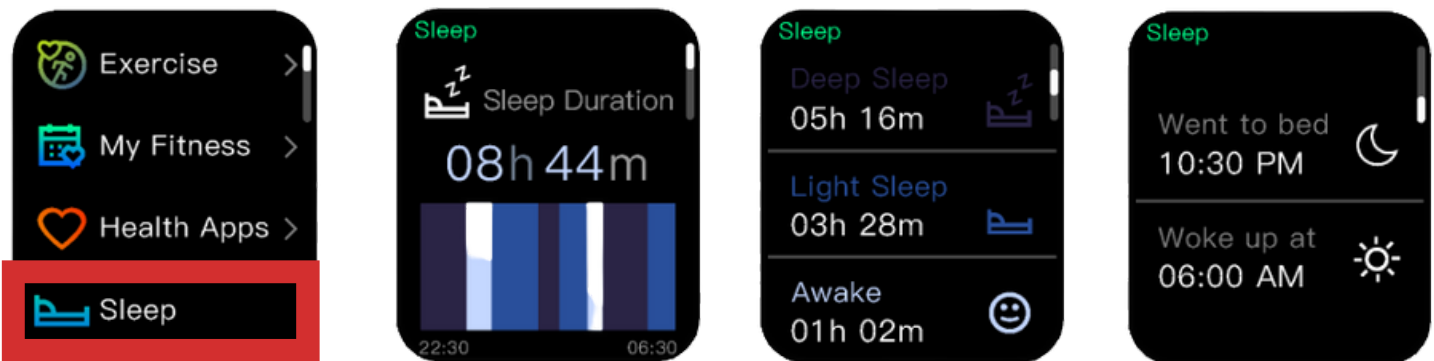 Exercise
My Fitness
Health Apps
Sleep
Sleep
Sleep Duration
08h 44m
22:30 06:30
Sleep
Deep Sleep
05h 16m
Light Sleep
03h 28m
Awake
01h 02m
Sleep
Went to bed
10:30 PM
Woke up at
06:00 AM